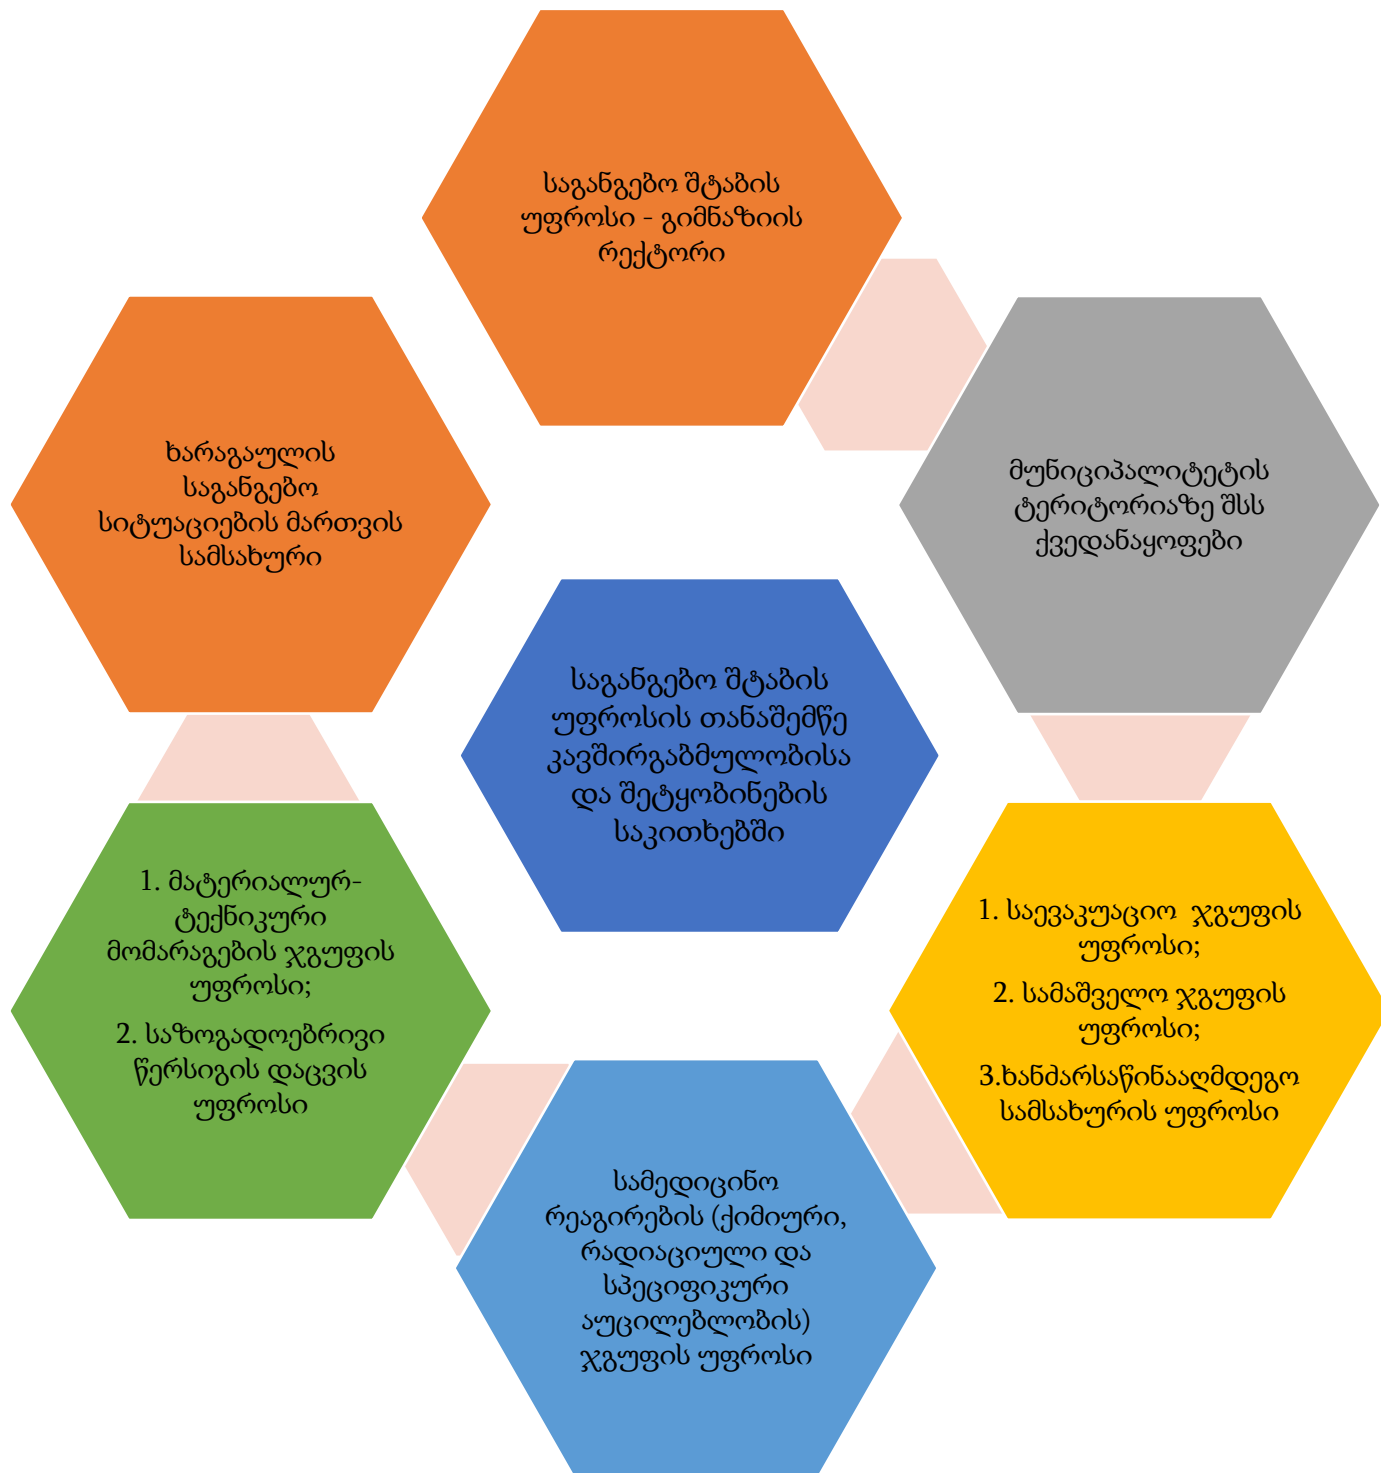 საგანგებო შტაბის
უფროსი - გიმნაზიის
რექტორი
ხარაგაულის
საგანგებო
სიტუაციების მართვის
სამსახური
მუნიციპალიტეტის
ტერიტორიაზე შსს
ქვედანაყოფები
საგანგებო შტაბის
უფროსის თანაშემწე
კავშირგაბმულობისა
და შეტყობინების
საკითხებში
1. მატერიალურ-
ტექნიკური
მომარაგების ჯგუფის
უფროსი;
2. საზოგადოებრივი
წერსიგის დაცვის
უფროსი
1. საევაკუაციო ჯგუფის
უფროსი;
2. სამაშველო ჯგუფის
უფროსი;
3.ხანძარსაწინააღმდეგო
სამსახურის უფროსი
სამედიცინო
რეაგირების (ქიმიური,
რადიაციული და
სპეციფიკური
აუცილებლობის)
ჯგუფის უფროსი